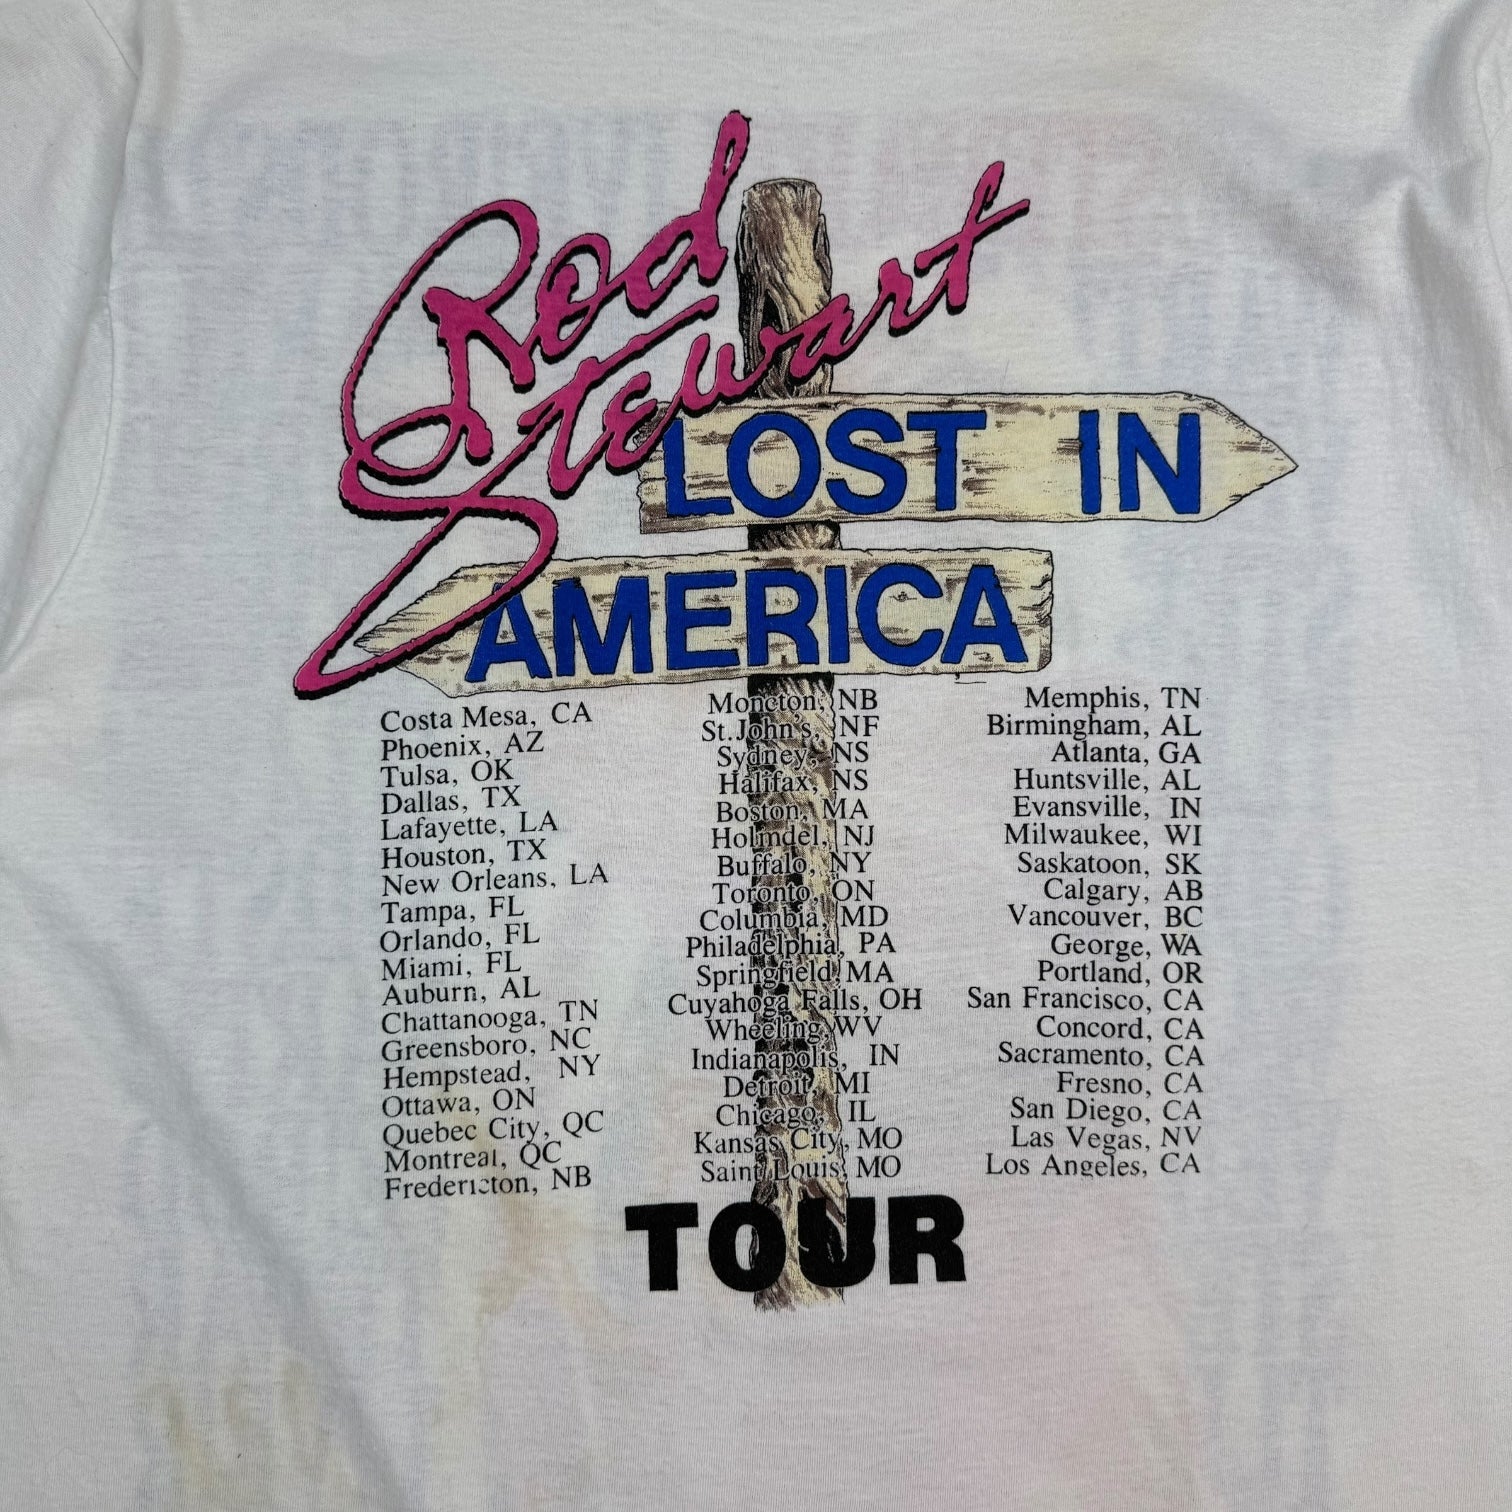 Rod
Stewart
LOST IN
AMERICA
Costa Mesa, CA
Phoenix, AZ
Tulsa, OK
Dallas, TX
Lafayette, LA
Houston, TX
New Orleans, LA
Tampa, FL
Orlando, FL
Miami, FL
Auburn, AL
Chattanooga, TN
Greensboro, NC
Hempstead, NY
Ottawa, ON
Quebec City, QC
Montreal, QC
Fredericton, NB
Moncton, NB
St. John's, NF
Sydney, NS
Halifax, NS
Boston, MA
Holmdel, NJ
Buffalo, NY
Toronto, ON
Columbia, MD
Philadelphia, PA
Springfield, MA
Cuyahoga Falls, OH
Wheeling, WV
Indianapolis, IN
Detroit, MI
Chicago, IL
Kansas City, MO
Saint Louis, MO
Memphis, TN
Birmingham, AL
Atlanta, GA
Huntsville, AL
Evansville, IN
Milwaukee, WI
Saskatoon, SK
Calgary, AB
Vancouver, BC
George, WA
Portland, OR
San Francisco, CA
Concord, CA
Sacramento, CA
Fresno, CA
San Diego, CA
Las Vegas, NV
Los Angeles, CA
TOUR